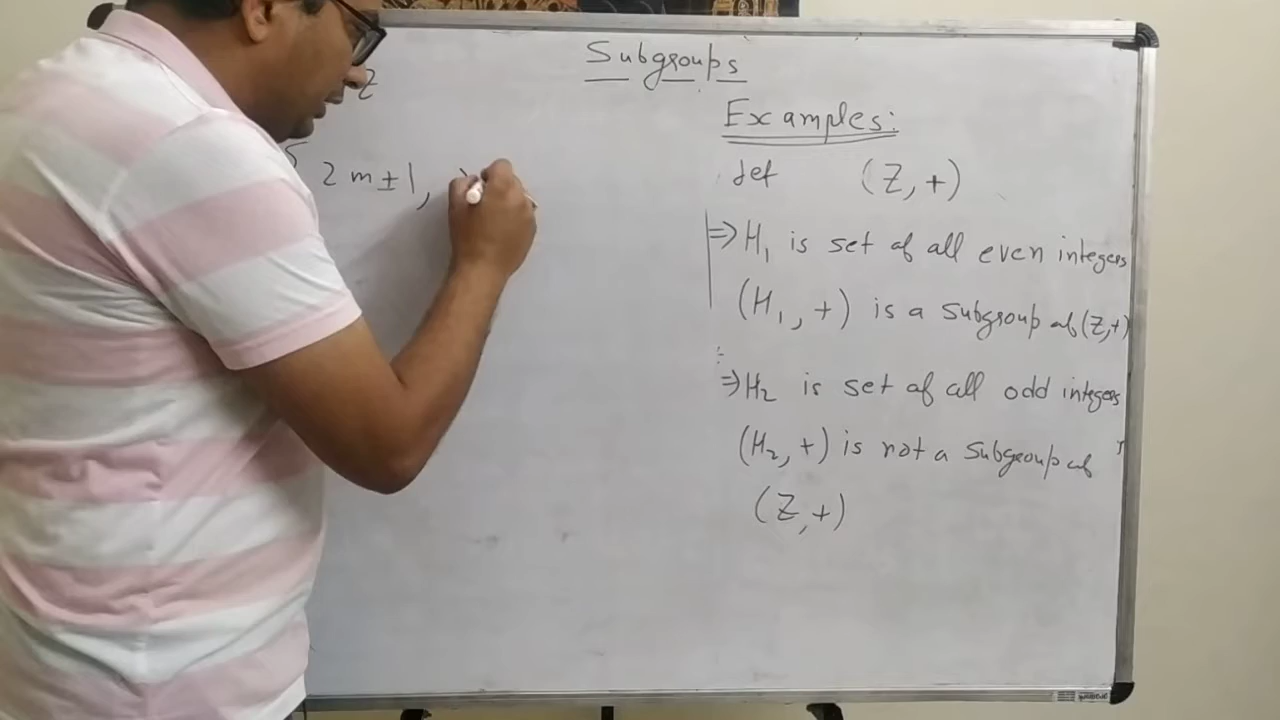 Subgroups
Examples:
Z
def (Z, +)
2m±1,
⇒ H₁ is set of all even integers
(H₁, +) is a subgroup of (Z, +)
⇒ H₂ is set of all odd integers
(H₂, +) is not a subgroup of
(Z, +)